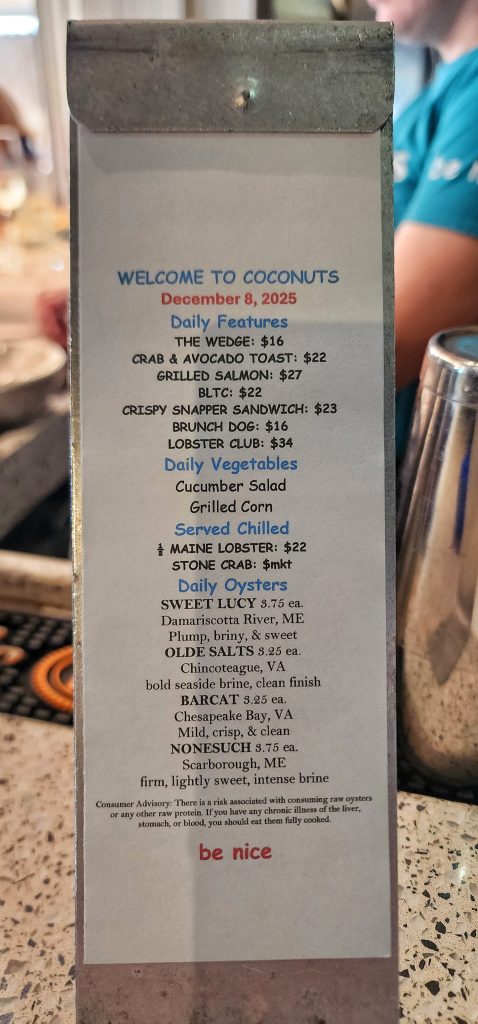 WELCOME TO COCONUTS
December 8, 2025
Daily Features
THE WEDGE: $16
CRAB & AVOCADO TOAST: $22
GRILLED SALMON: $27
BLTC: $22
CRISPY SNAPPER SANDWICH: $23
BRUNCH DOG: $16
LOBSTER CLUB: $34
Daily Vegetables
Cucumber Salad
Grilled Corn
Served Chilled
½ MAINE LOBSTER: $22
STONE CRAB: $mkt
Daily Oysters
SWEET LUCY 3.75 ea.
Damariscotta River, ME
Plump, briny, & sweet
OLDE SALTS 3.25 ea.
Chincoteague, VA
bold seaside brine, clean finish
BARCAT 3.25 ea.
Chesapeake Bay, VA
Mild, crisp, & clean
NONESUCH 3.75 ea.
Scarborough, ME
firm, lightly sweet, intense brine
Consumer Advisory: There is a risk associated with consuming raw oysters
or any other raw protein. If you have any chronic illness of the liver,
stomach, or blood, you should eat them fully cooked.
be nice